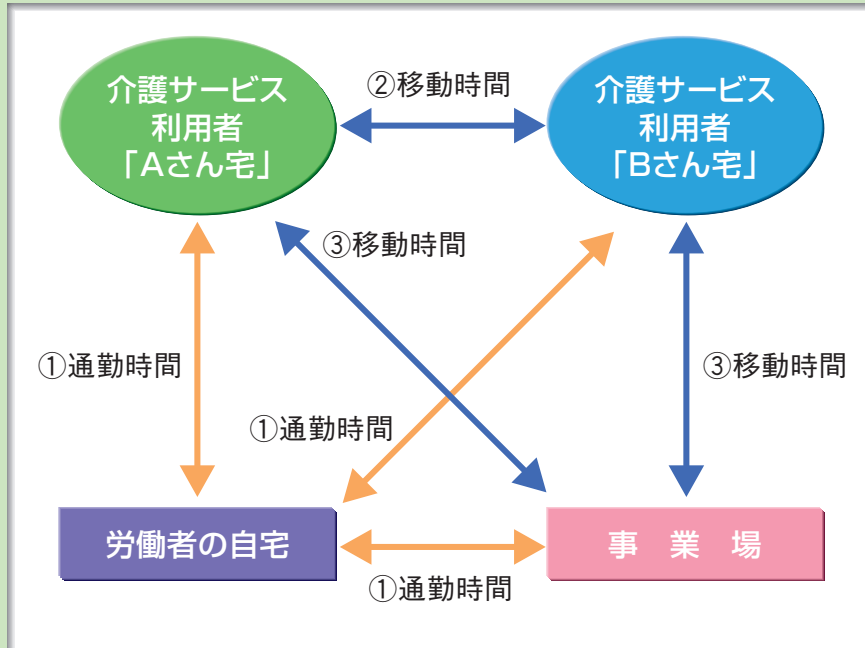 介護サービス
利用者
「Aさん宅」
②移動時間
介護サービス
利用者
「Bさん宅」
③移動時間
①通勤時間
③移動時間
①通勤時間
労働者の自宅
事 業 場
①通勤時間